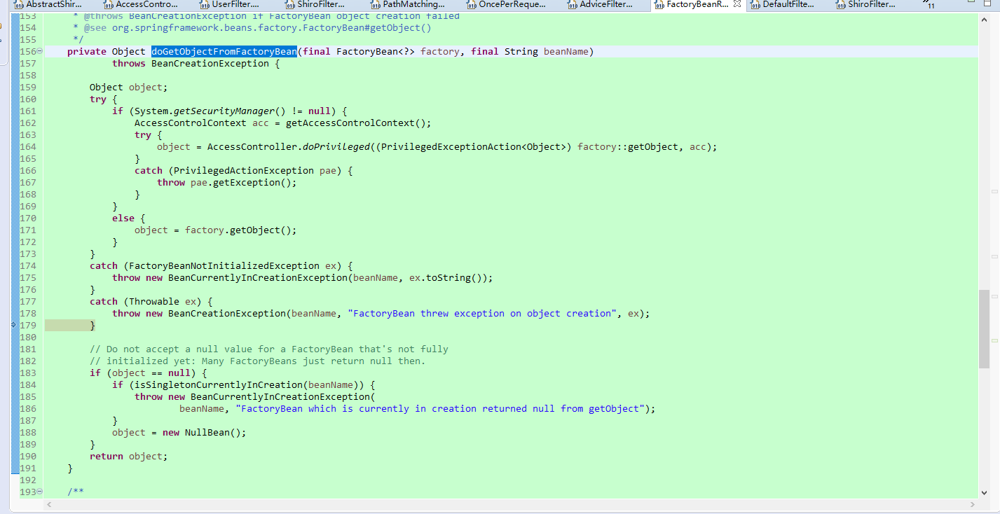 AbstractShir... AccessContro... UserFilter.... ShiroFilter... PathMatching... OncePerReque... AdviceFilter... FactoryBeanR... DefaultFilte... ShiroFilter... 11
153 * @throws BeanCreationException if FactoryBean object creation failed
154 * @see org.springframework.beans.factory.FactoryBean#getObject()
155 */
156 private Object doGetObjectFromFactoryBean(final FactoryBean<?> factory, final String beanName)
157 throws BeanCreationException {
158
159 Object object;
160 try {
161 if (System.getSecurityManager() != null) {
162 AccessControlContext acc = getAccessControlContext();
163 try {
164 object = AccessController.doPrivileged((PrivilegedExceptionAction<Object>) factory::getObject, acc);
165 }
166 catch (PrivilegedActionException pae) {
167 throw pae.getException();
168 }
169 }
170 else {
171 object = factory.getObject();
172 }
173 }
174 catch (FactoryBeanNotInitializedException ex) {
175 throw new BeanCurrentlyInCreationException(beanName, ex.toString());
176 }
177 catch (Throwable ex) {
178 throw new BeanCreationException(beanName, "FactoryBean threw exception on object creation", ex);
179 }
180
181 // Do not accept a null value for a FactoryBean that's not fully
182 // initialized yet: Many FactoryBeans just return null then.
183 if (object == null) {
184 if (isSingletonCurrentlyInCreation(beanName)) {
185 throw new BeanCurrentlyInCreationException(
186 beanName, "FactoryBean which is currently in creation returned null from getObject");
187 }
188 object = new NullBean();
189 }
190 return object;
191 }
192
193 /**